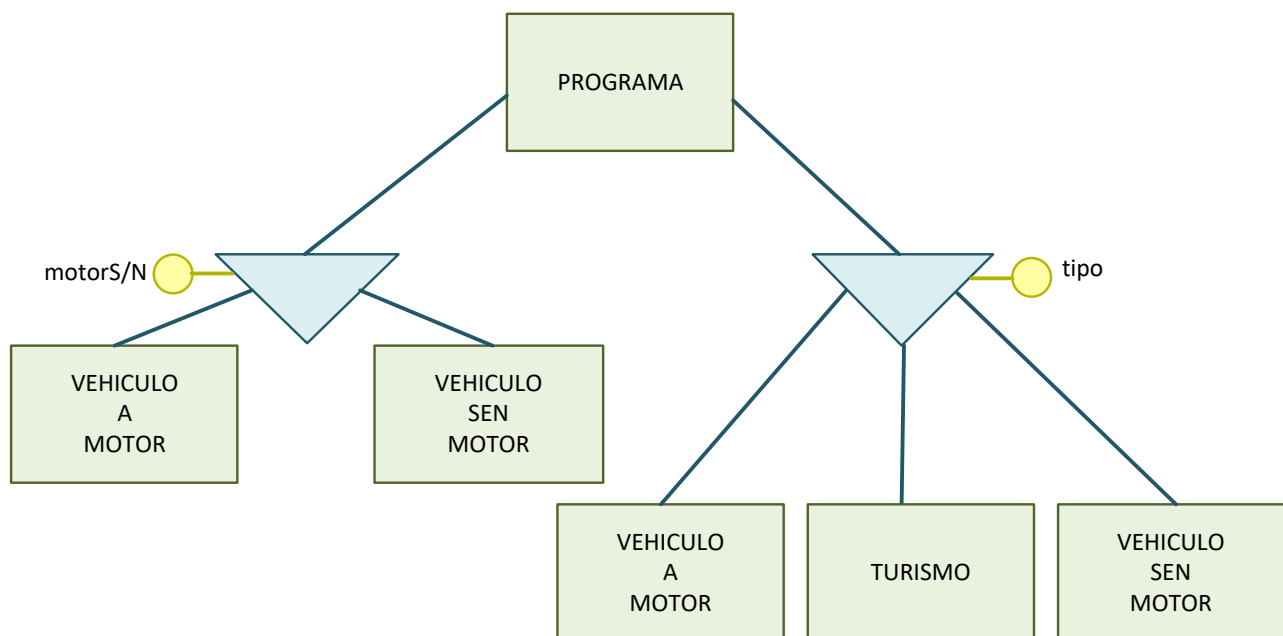 PROGRAMA
motorS/N
tipo
VEHICULO
A
MOTOR
VEHICULO
SEN
MOTOR
VEHICULO
A
MOTOR
TURISMO
VEHICULO
SEN
MOTOR